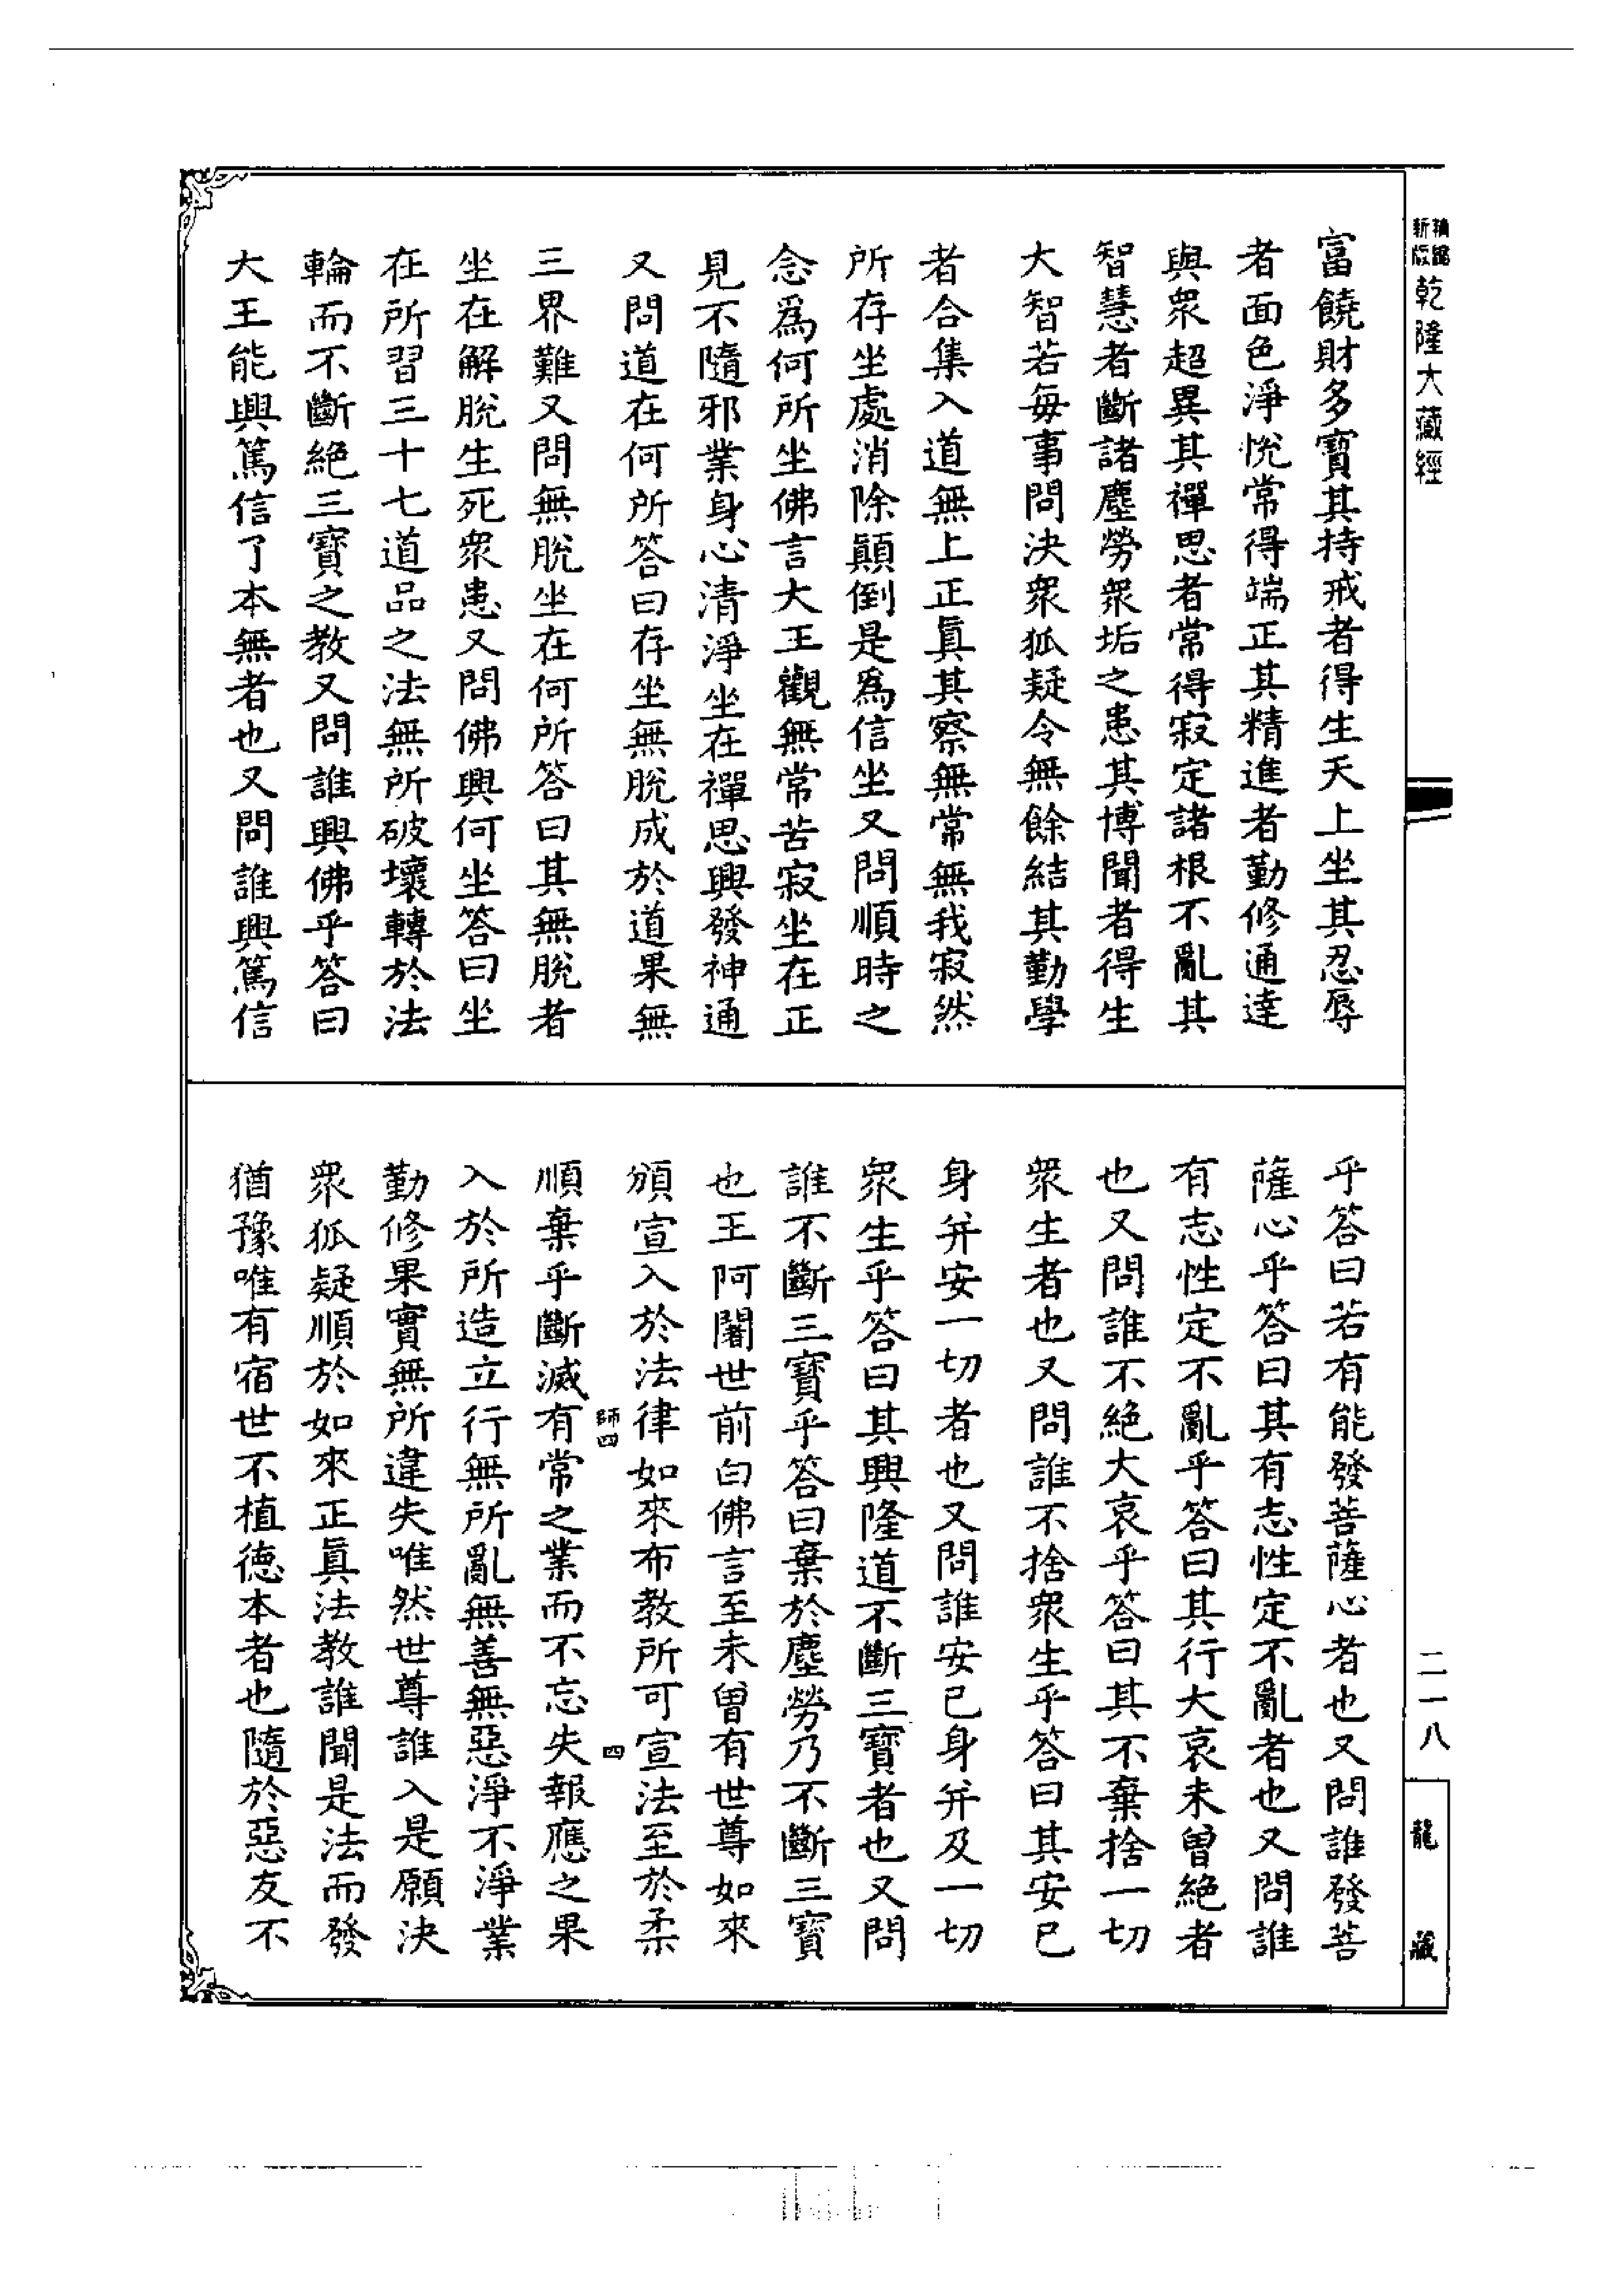 新編
縮版
乾隆大藏經
富饒財多寶其持戒者得生天上坐其忍辱
者面色淨悅常得端正其精進者勤修通達
與眾超異其禪思者常得寂定諸根不亂其
智慧者斷諸塵勞眾垢之患其博聞者得生
大智若每事問決眾狐疑令無餘結其勤學
者合集入道無上正真其察無常無我寂然
所存坐處消除顛倒是為信坐又問順時之
念為何所坐佛言大王觀無常苦寂坐在正
見不隨邪業身心清淨坐在禪思興發神通
又問道在何所答曰存坐無脫成於道果無
三界難又問無脫坐在何所答曰其無脫者
坐在解脫生死眾患又問佛興何坐答曰坐
在所習三十七道品之法無所破壞轉於法
輪而不斷絕三寶之教又問誰興佛乎答曰
大王能興篤信了本無者也又問誰興篤信
乎答曰若有能發菩薩心者也又問誰發菩
薩心乎答曰其有志性定不亂者也又問誰
有志性定不亂乎答曰其行大哀未曾絕者
也又問誰不絕大哀乎答曰其不棄捨一切
眾生者也又問誰不捨眾生乎答曰其安已
身并安一切者也又問誰安已身并及一切
眾生乎答曰其興隆道不斷三寶者也又問
誰不斷三寶乎答曰棄於塵勞乃不斷三寶
也王阿闍世前白佛言至未曾有世尊如來
頒宣入於法律如來布教所可宣法至於柔
師四
四
順棄乎斷滅有常之業而不忘失報應之果
入於所造立行無所亂無善無惡淨不淨業
勤修果實無所違失唯然世尊誰入是願決
眾狐疑順於如來正真法教誰聞是法而發
猶豫唯有宿世不植德本者也隨於惡友不
二一八
龍藏